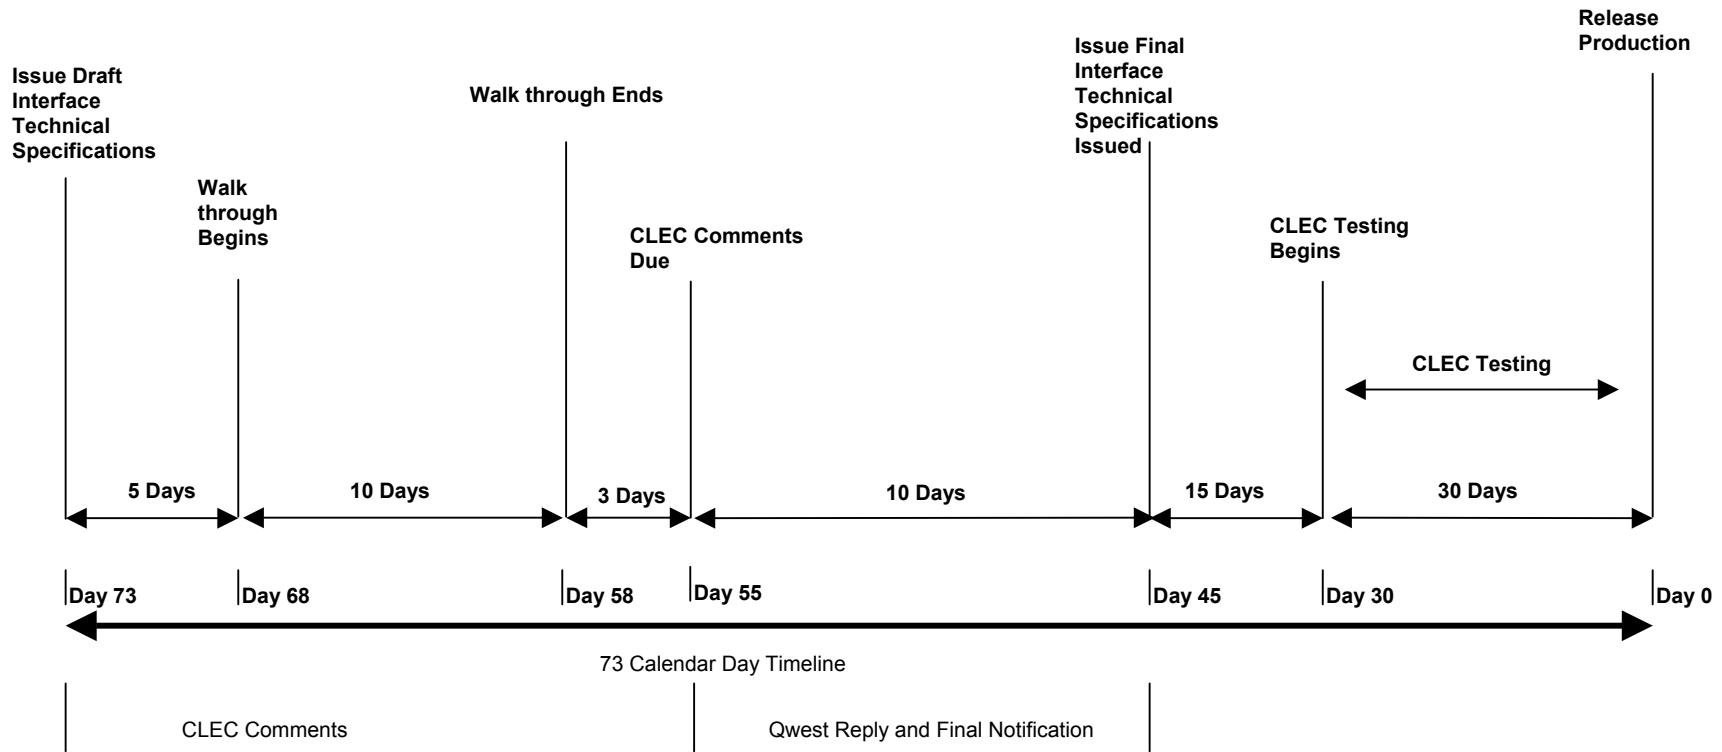 Release
Production
Issue Final
Interface
Technical
Specifications
Issued
Issue Draft
Interface
Technical
Specifications
Walk through Ends
Walk
through
Begins
CLEC Comments
Due
CLEC Testing
Begins
CLEC Testing
5 Days
10 Days
3 Days
10 Days
15 Days
30 Days
Day 73
Day 68
Day 58
Day 55
Day 45
Day 30
Day 0
73 Calendar Day Timeline
CLEC Comments
Qwest Reply and Final Notification